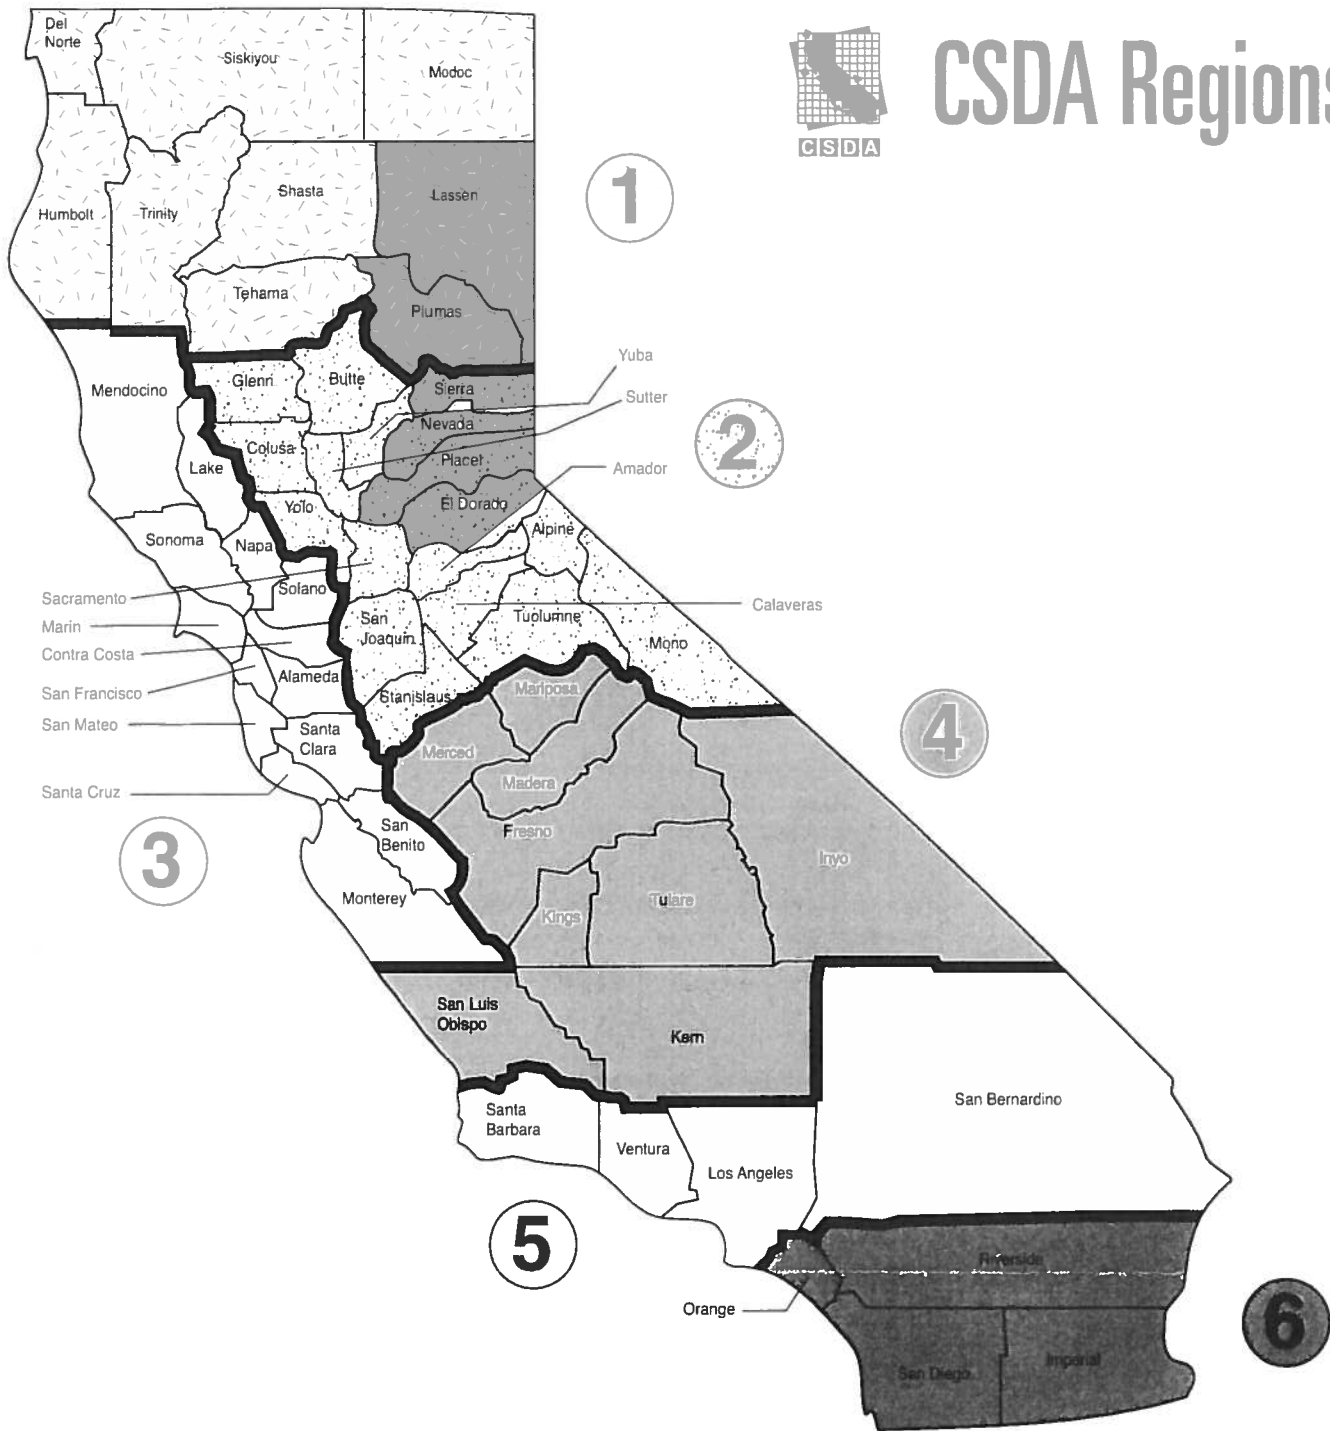 CSDA Regions
CSDA
Del
Norte
Siskiyou
Modoc
Humbolt
Trinity
Shasta
Lassen
1
Tehama
Plumas
Mendocino
Glenn
Butte
Sierra
Yuba
Sutter
Nevada
2
Lake
Colusa
Placer
Amador
Yolo
El Dorado
Sonoma
Napa
Alpine
Solano
Sacramento
Marin
Contra Costa
San Francisco
San Mateo
Santa Cruz
San
Joaquin
Tuolumne
Calaveras
Mono
Alameda
Stanislaus
Mariposa
Santa
Clara
Merced
Madera
4
San
Benito
Fresno
Inyo
3
Monterey
Kings
Tulare
San Luis
Obispo
Kern
Santa
Barbara
Ventura
Los Angeles
San Bernardino
5
Riverside
Orange
6
San Diego
Imperial